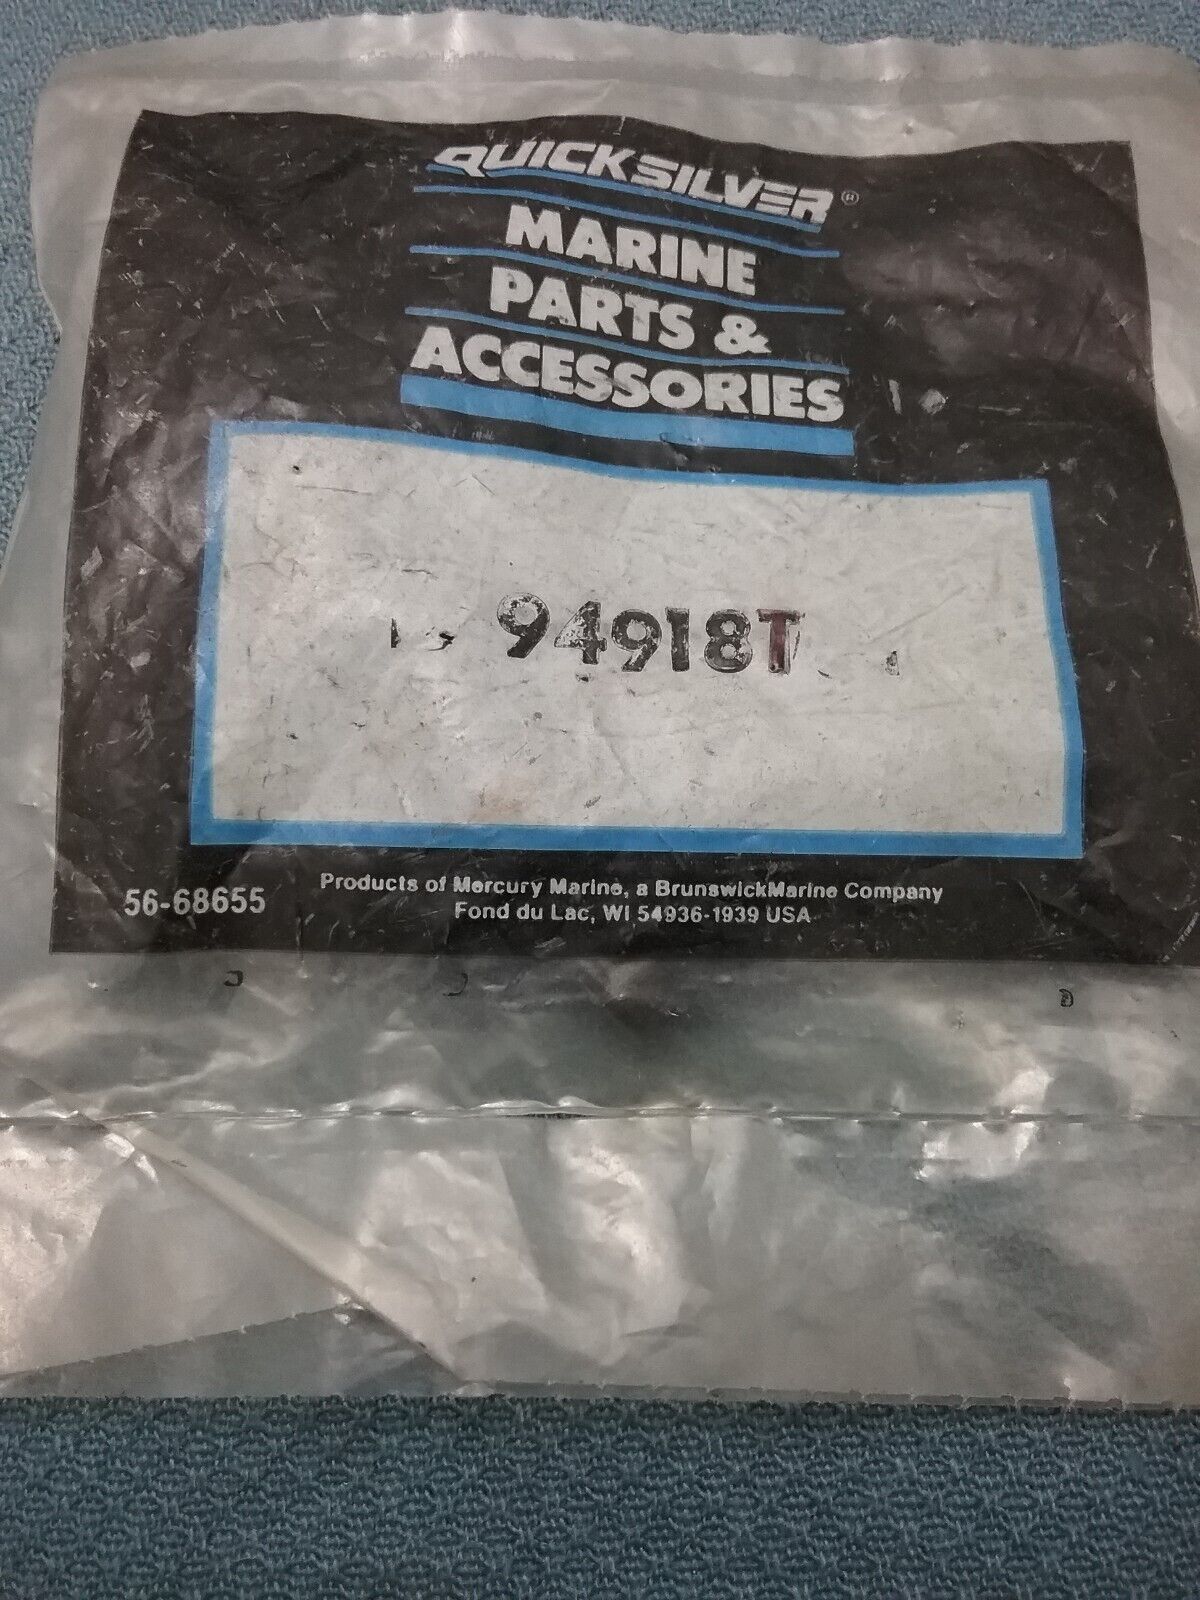 QUICKSILVER®
MARINE
PARTS &
ACCESSORIES
94918T
56-68655
Products of Mercury Marine, a BrunswickMarine Company
Fond du Lac, WI 54936-1939 USA